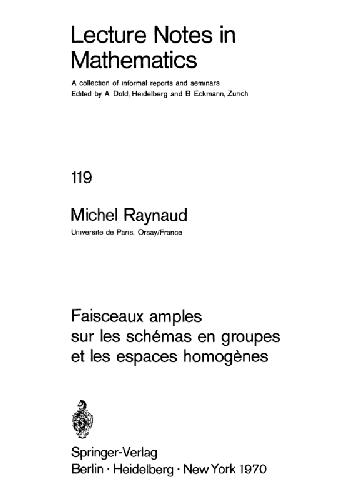 Lecture Notes in
Mathematics
A collection of informal reports and seminars
Edited by A. Dold, Heidelberg and B. Eckmann, Zurich
119
Michel Raynaud
Université de Paris, Orsay/France
Faisceaux amples
sur les schémas en groupes
et les espaces homogènes
Springer-Verlag
Berlin · Heidelberg · New York 1970